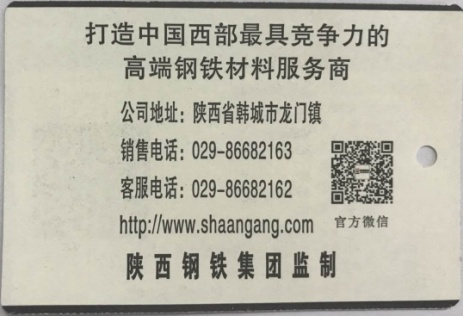 打造中国西部最具竞争力的
高端钢铁材料服务商
公司地址：陕西省韩城市龙门镇
销售电话：029-86682163
客服电话：029-86682162
http://www.shaangang.com
官方微信
陕西钢铁集团监制